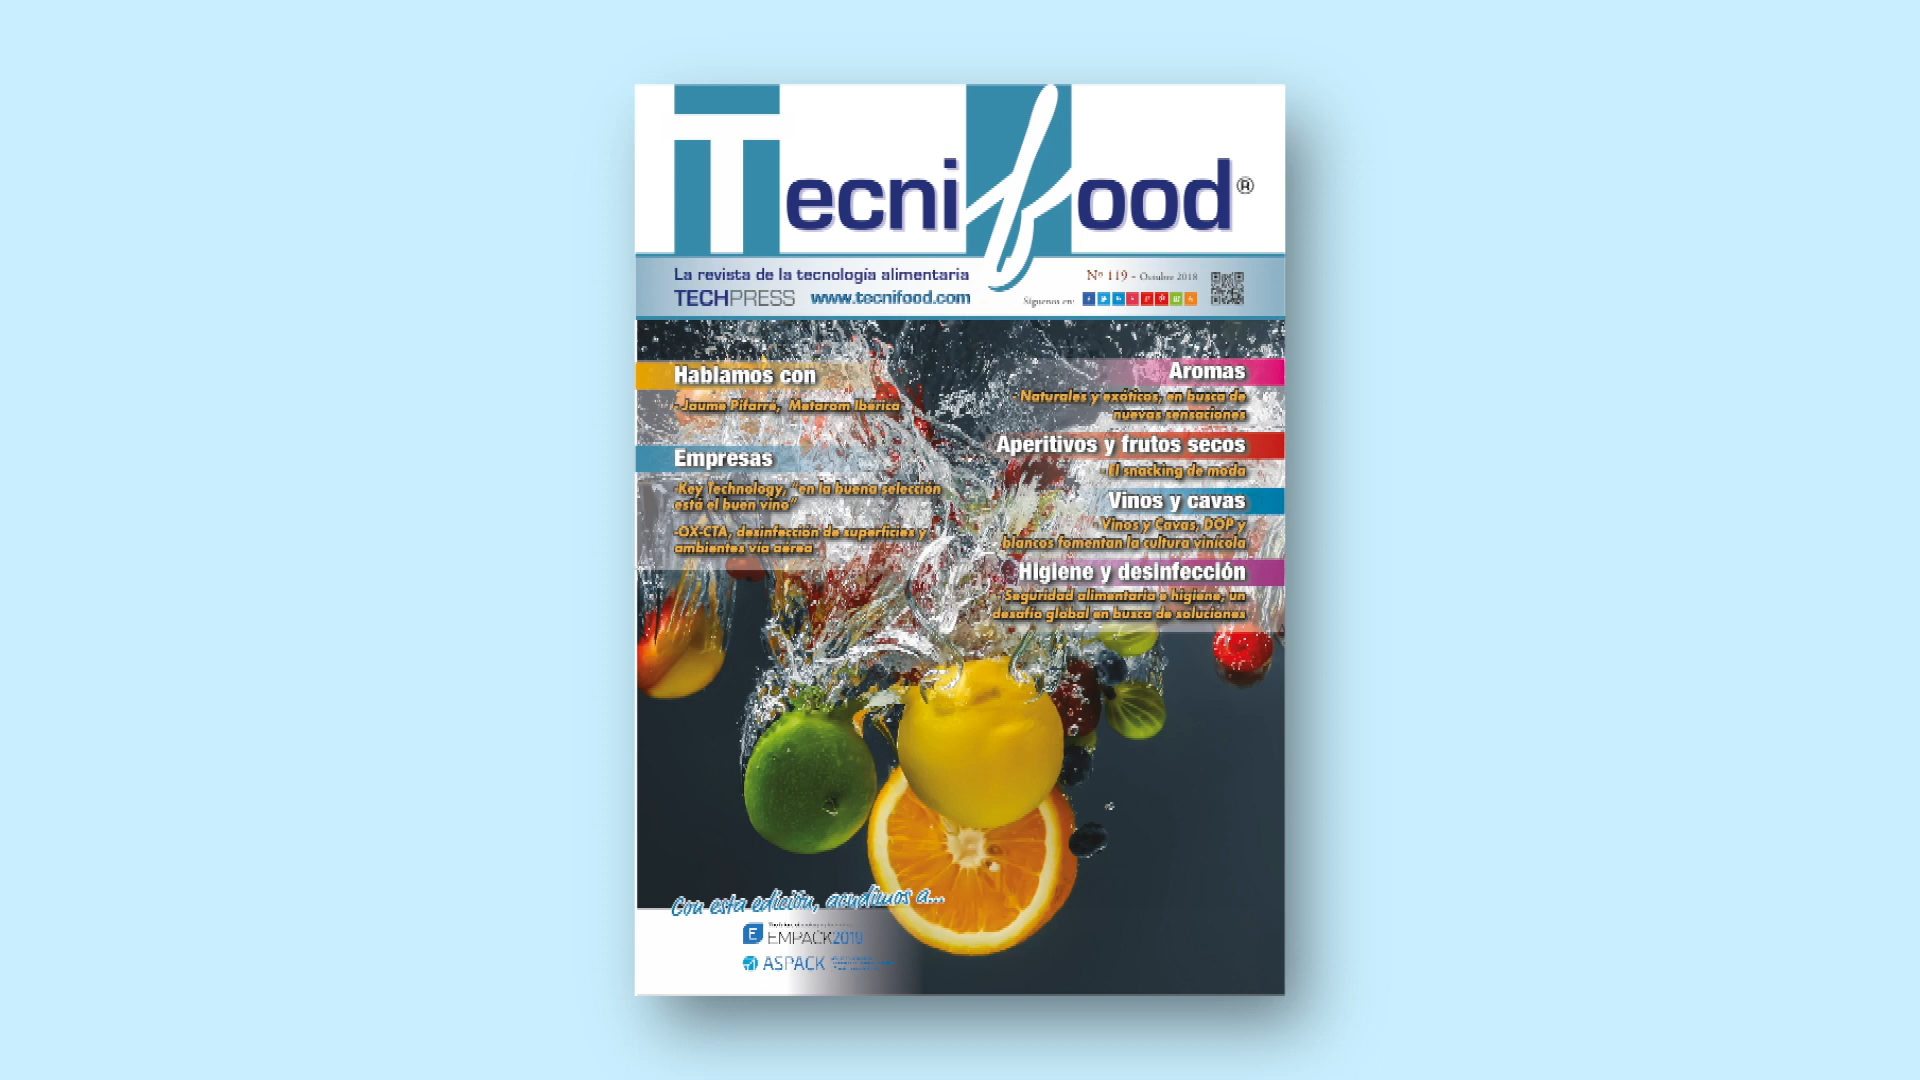 Tecnifood®
La revista de la tecnología alimentaria
TECHPRESS www.tecnifood.com
Nº 119 - Octubre 2018
Síguenos en:
Hablamos con
- Jaume Pifarré, Metarom Ibérica
Empresas
-Key Technology, "en la buena selección
está el buen vino"
-OX-CTA, desinfección de superficies y
ambientes vía aérea
Aromas
- Naturales y exóticos, en busca de
nuevas sensaciones
Aperitivos y frutos secos
- El snacking de moda
Vinos y cavas
- Vinos y Cavas, DOP y
blancos fomentan la cultura vinícola
Higiene y desinfección
- Seguridad alimentaria e higiene, un
desafío global en busca de soluciones
Con esta edición, acudimos a...
EMPACK
ASPACK